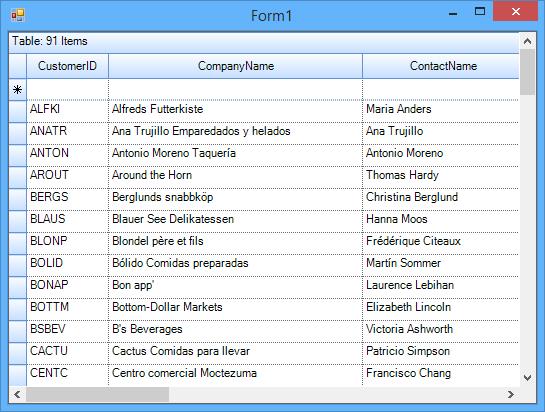 Form1
Table: 91 Items
CustomerID CompanyName ContactName
ALFKI Alfreds Futterkiste Maria Anders
ANATR Ana Trujillo Emparedados y helados Ana Trujillo
ANTON Antonio Moreno Taquería Antonio Moreno
AROUT Around the Horn Thomas Hardy
BERGS Berglunds snabbköp Christina Berglund
BLAUS Blauer See Delikatessen Hanna Moos
BLONP Blondel père et fils Frédérique Citeaux
BOLID Bólido Comidas preparadas Martín Sommer
BONAP Bon app' Laurence Lebihan
BOTTM Bottom-Dollar Markets Elizabeth Lincoln
BSBEV B's Beverages Victoria Ashworth
CACTU Cactus Comidas para llevar Patricio Simpson
CENTC Centro comercial Moctezuma Francisco Chang